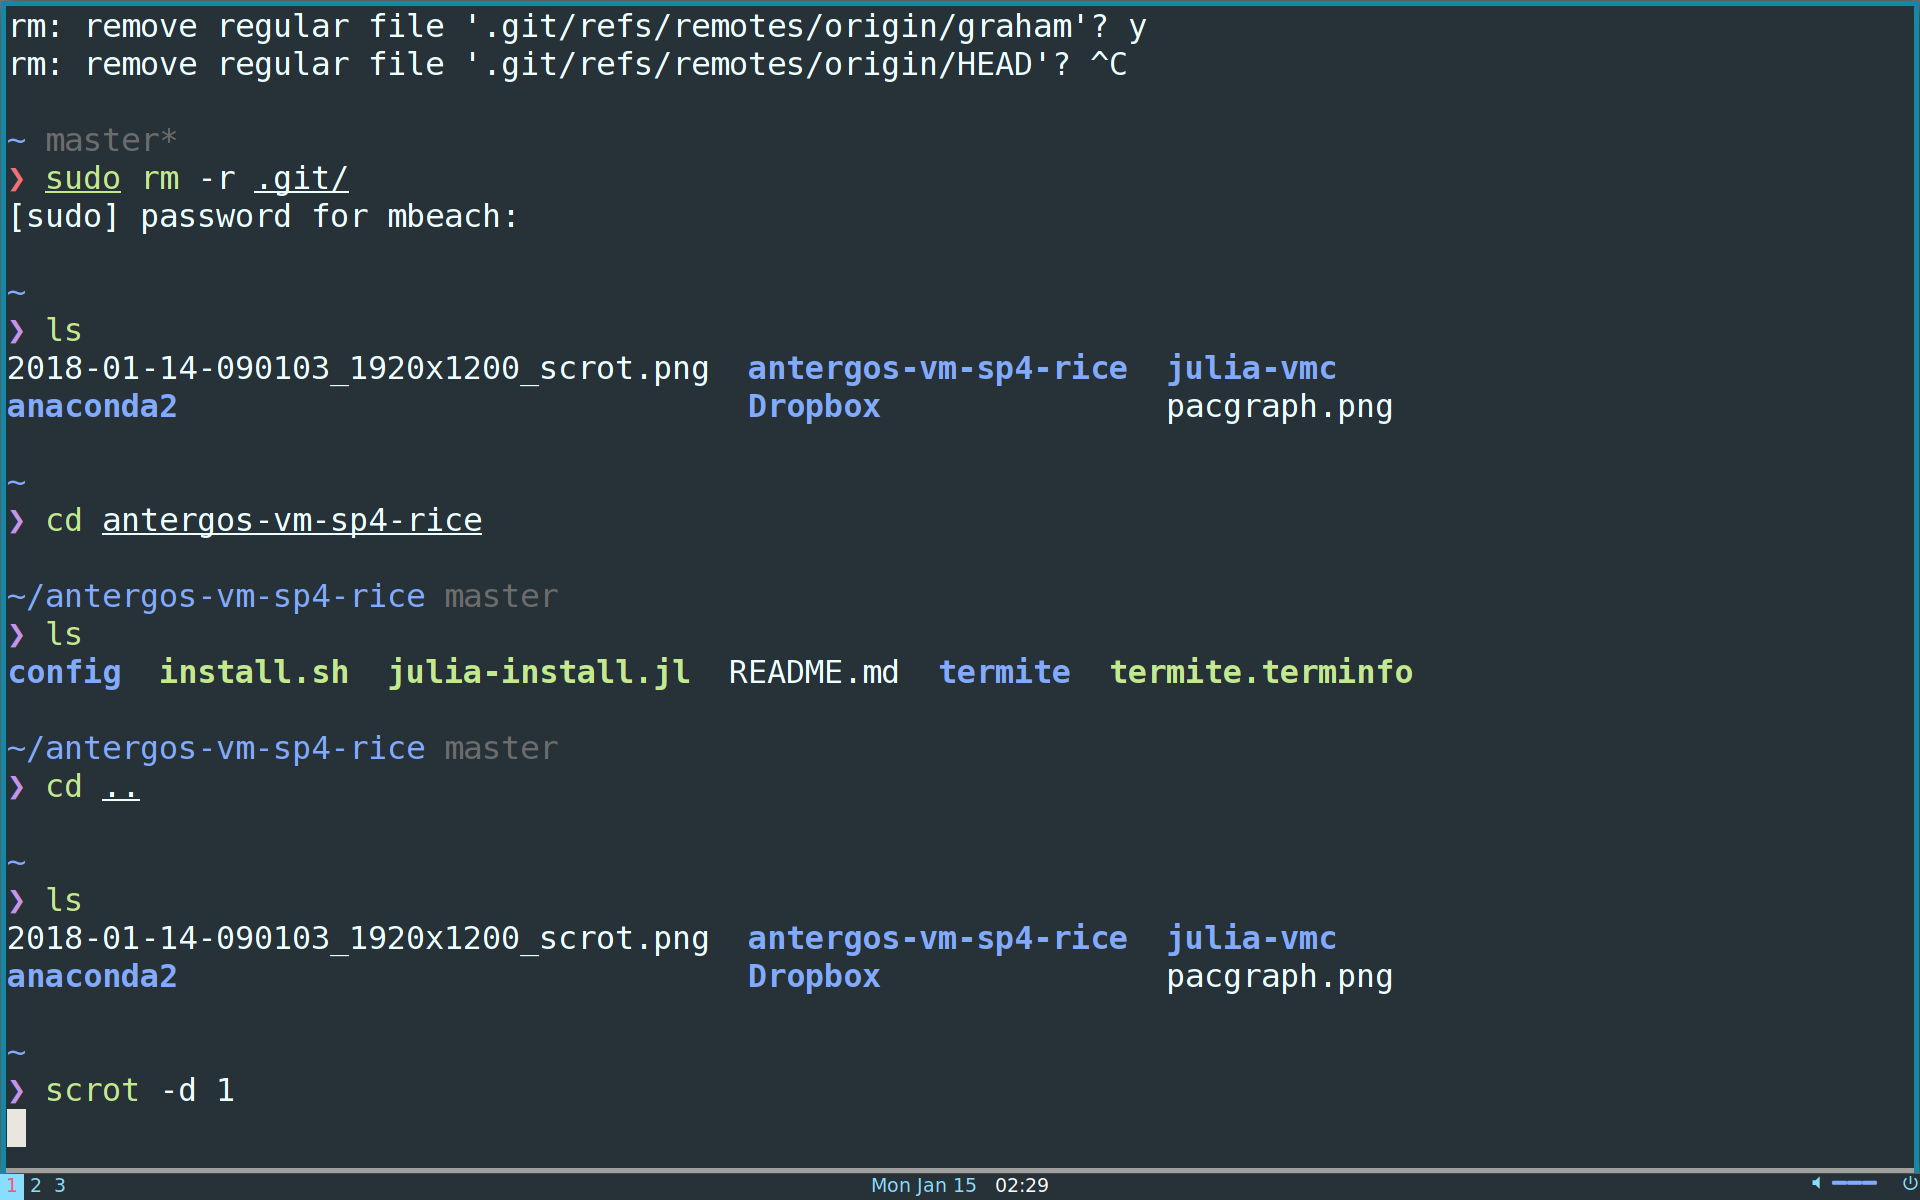 rm: remove regular file '.git/refs/remotes/origin/graham'? y
rm: remove regular file '.git/refs/remotes/origin/HEAD'? ^C
~ master*
❯ sudo rm -r .git/
[sudo] password for mbeach:
~
❯ ls
2018-01-14-090103_1920x1200_scrot.png  antergos-vm-sp4-rice  julia-vmc
anaconda2                              Dropbox               pacgraph.png
~
❯ cd antergos-vm-sp4-rice
~/antergos-vm-sp4-rice master
❯ ls
config  install.sh  julia-install.jl  README.md  termite  termite.terminfo
~/antergos-vm-sp4-rice master
❯ cd ..
~
❯ ls
2018-01-14-090103_1920x1200_scrot.png  antergos-vm-sp4-rice  julia-vmc
anaconda2                              Dropbox               pacgraph.png
~
❯ scrot -d 1
1 2 3 Mon Jan 15 02:29